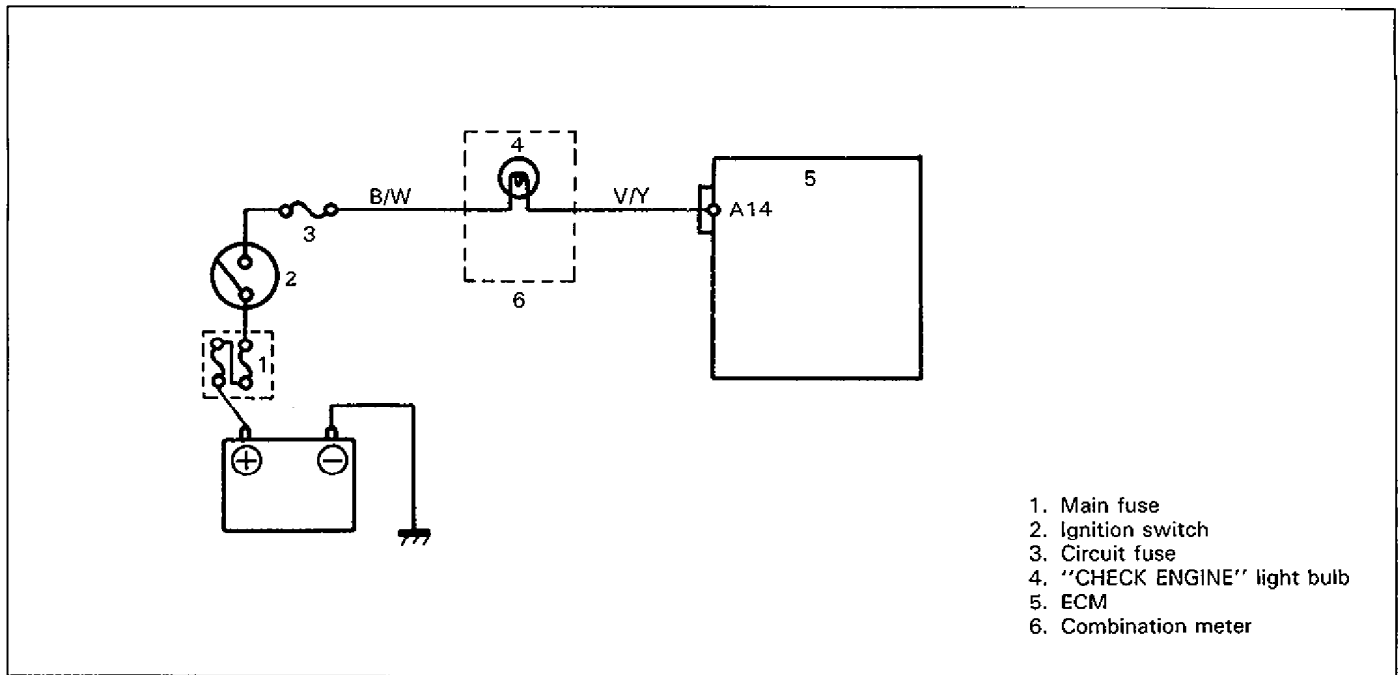 4
5
B/W
V/Y
A14
3
2
6
1
+ −
1. Main fuse
2. Ignition switch
3. Circuit fuse
4. "CHECK ENGINE" light bulb
5. ECM
6. Combination meter